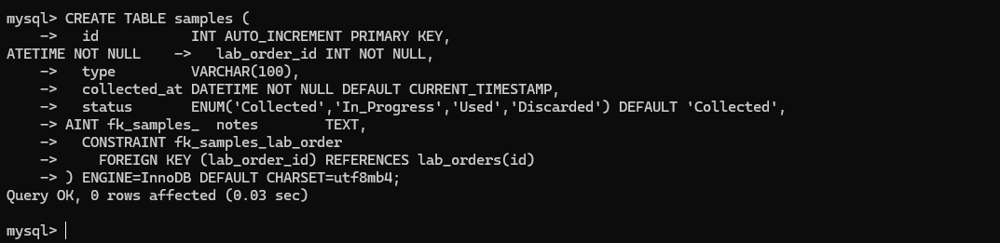 mysql> CREATE TABLE samples (
    ->   id           INT AUTO_INCREMENT PRIMARY KEY,
ATETIME NOT NULL    ->   lab_order_id INT NOT NULL,
    ->   type         VARCHAR(100),
    ->   collected_at DATETIME NOT NULL DEFAULT CURRENT_TIMESTAMP,
    ->   status       ENUM('Collected','In_Progress','Used','Discarded') DEFAULT 'Collected',
    -> AINT fk_samples_  notes        TEXT,
    ->   CONSTRAINT fk_samples_lab_order
    ->     FOREIGN KEY (lab_order_id) REFERENCES lab_orders(id)
    -> ) ENGINE=InnoDB DEFAULT CHARSET=utf8mb4;
Query OK, 0 rows affected (0.03 sec)

mysql>